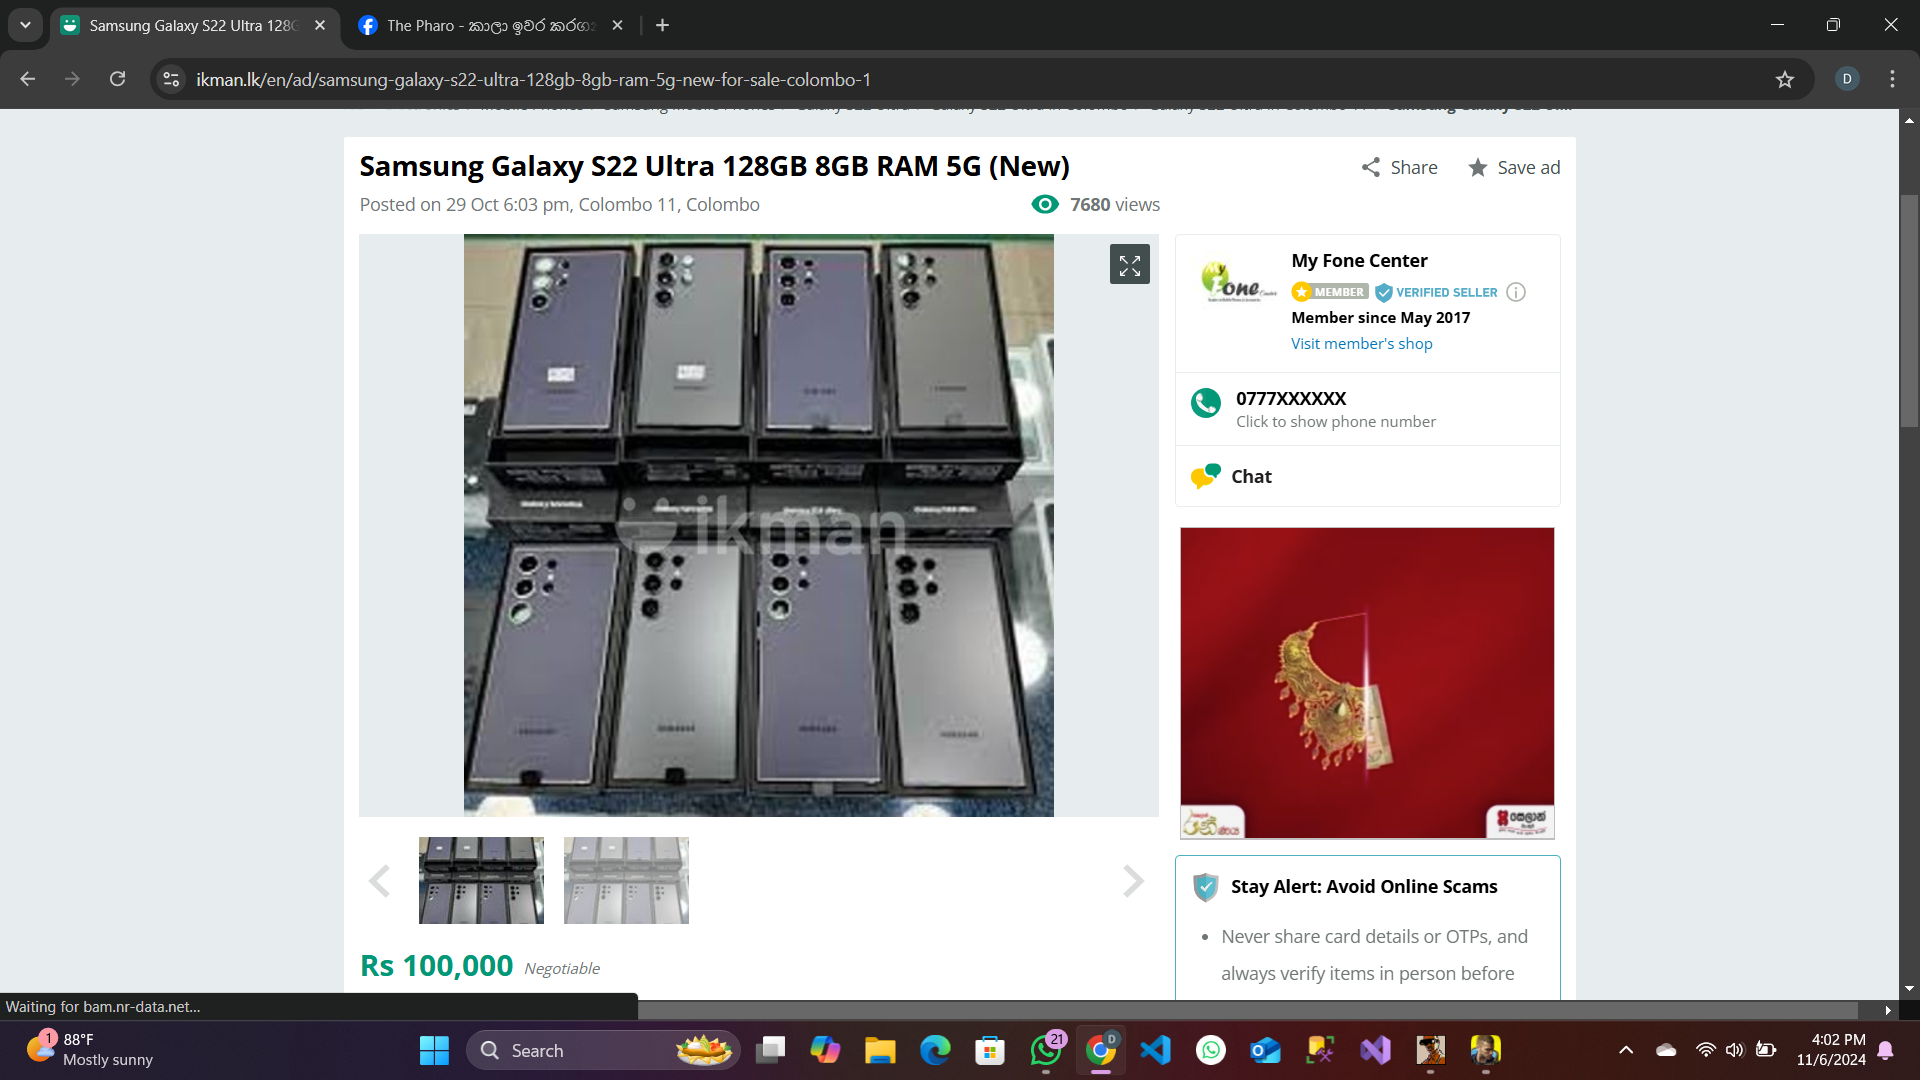 Samsung Galaxy S22 Ultra 128G
The Pharo - කාලා ඉවර කරගන
ikman.lk/en/ad/samsung-galaxy-s22-ultra-128gb-8gb-ram-5g-new-for-sale-colombo-1
D
Samsung Galaxy S22 Ultra 128GB 8GB RAM 5G (New)
Share
Save ad
Posted on 29 Oct 6:03 pm, Colombo 11, Colombo
7680 views
ikman
My Fone Center
MEMBER
VERIFIED SELLER
Member since May 2017
Visit member's shop
0777XXXXXX
Click to show phone number
Chat
Stay Alert: Avoid Online Scams
• Never share card details or OTPs, and
always verify items in person before
Rs 100,000 Negotiable
Waiting for bam.nr-data.net...
1
88°F
Mostly sunny
Search
21
D
4:02 PM
11/6/2024